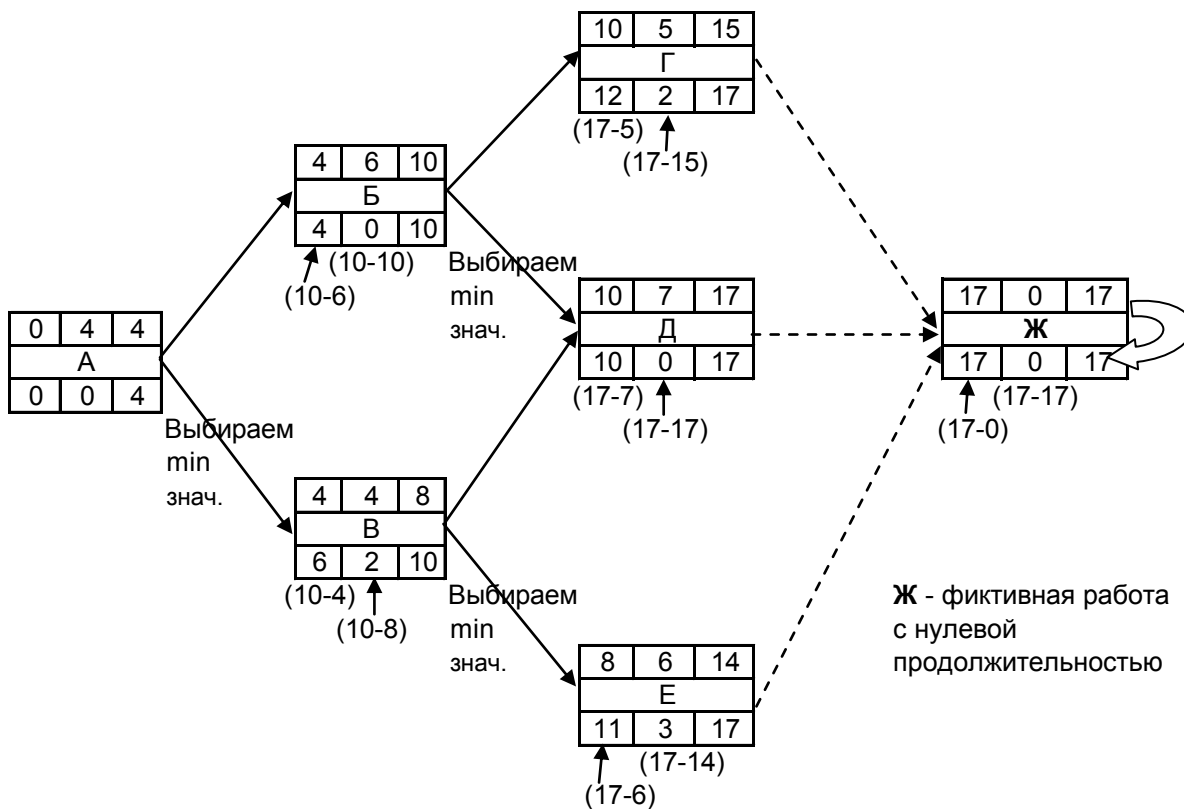 10 5 15
Г
12 2 17
(17-5)
(17-15)
4 6 10
Б
4 0 10
(10-10)
(10-6)
Выбираем
min
знач.
10 7 17
Д
10 0 17
(17-7)
(17-17)
17 0 17
Ж
17 0 17
(17-17)
(17-0)
0 4 4
А
0 0 4
Выбираем
min
знач.
4 4 8
В
6 2 10
(10-4)
(10-8)
Выбираем
min
знач.
8 6 14
Е
11 3 17
(17-14)
(17-6)
Ж - фиктивная работа
с нулевой
продолжительностью